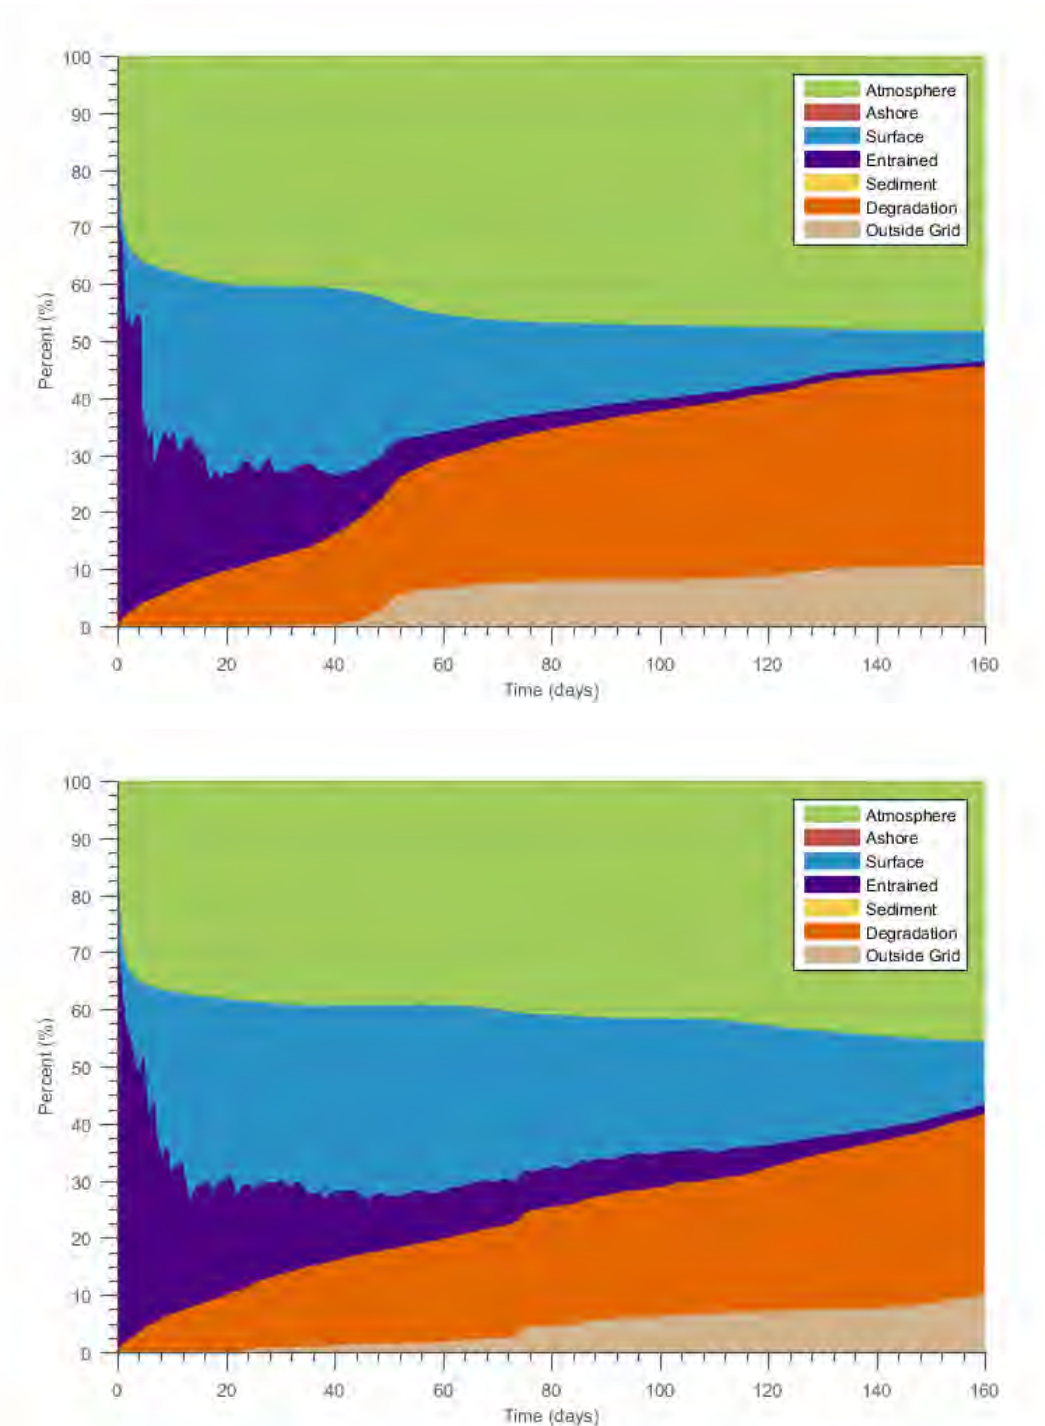 100
90
80
70
60
50
40
30
20
10
0
Percent (%)
Atmosphere
Ashore
Surface
Entrained
Sediment
Degradation
Outside Grid
0 20 40 60 80 100 120 140 160
Time (days)
100
90
80
70
60
50
40
30
20
10
0
Percent (%)
Atmosphere
Ashore
Surface
Entrained
Sediment
Degradation
Outside Grid
0 20 40 60 80 100 120 140 160
Time (days)